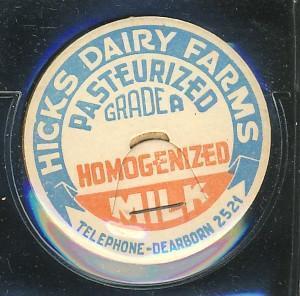 HICKS DAIRY FARMS
PASTEURIZED
GRADE A
HOMOGENIZED
MILK
TELEPHONE-DEARBORN 2521